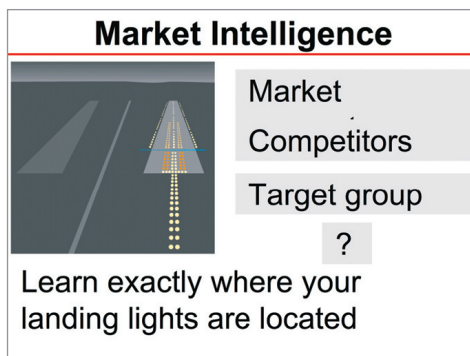 Market Intelligence
Market
Competitors
Target group
?
Learn exactly where your
landing lights are located